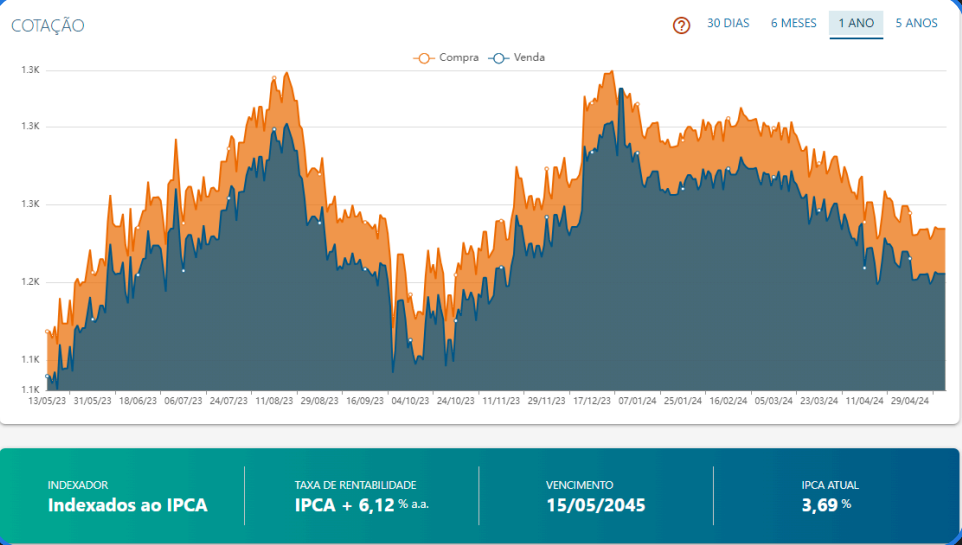 COTAÇÃO
? 30 DIAS 6 MESES 1 ANO 5 ANOS
Compra Venda
1.3K
1.3K
1.3K
1.2K
1.1K
1.1K
13/05/23 31/05/23 18/06/23 06/07/23 24/07/23 11/08/23 29/08/23 16/09/23 04/10/23 24/10/23 11/11/23 29/11/23 17/12/23 07/01/24 25/01/24 16/02/24 05/03/24 23/03/24 11/04/24 29/04/24
INDEXADOR TAXA DE RENTABILIDADE VENCIMENTO IPCA ATUAL
Indexados ao IPCA IPCA + 6,12 % a.a. 15/05/2045 3,69 %